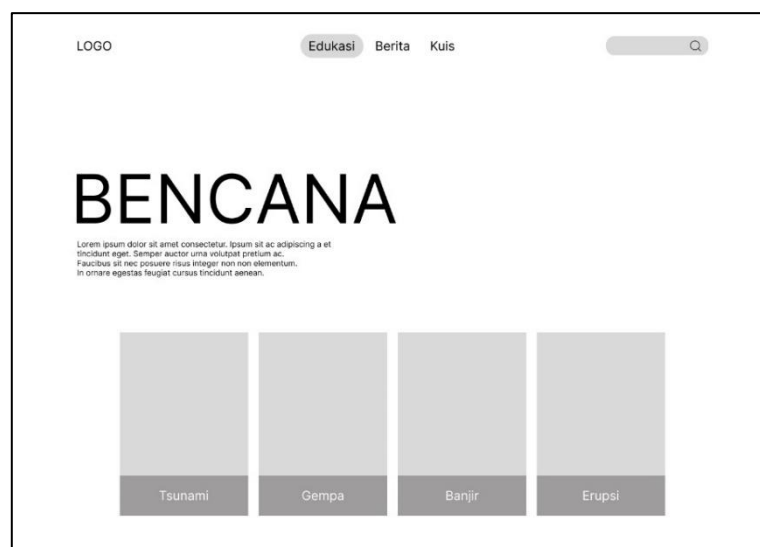 LOGO
Edukasi Berita Kuis
BENCANA
Lorem ipsum dolor sit amet consectetur. Ipsum sit ac adipiscing a et
tincidunt eget. Semper auctor urna volutpat pretium ac.
Faucibus sit nec posuere risus integer non non elementum.
In ornare egestas feugiat cursus tincidunt aenean.
Tsunami
Gempa
Banjir
Erupsi